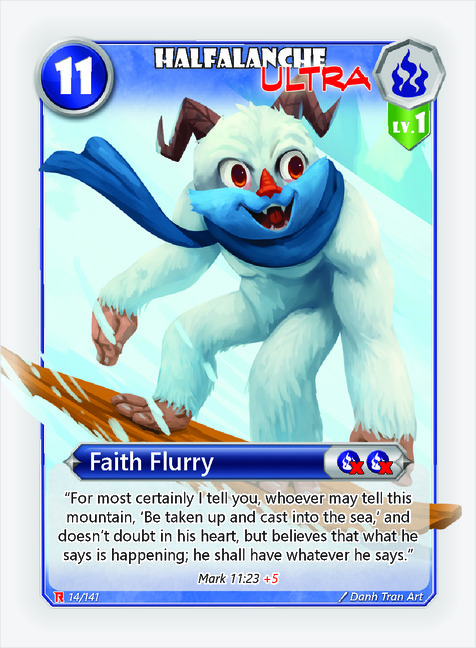 11
HALFALANCHE
ULTRA
LV.1
Faith Flurry
“For most certainly I tell you, whoever may tell this
mountain, ‘Be taken up and cast into the sea,’ and
doesn’t doubt in his heart, but believes that what he
says is happening; he shall have whatever he says.”
Mark 11:23 +5
R 14/141
Danh Tran Art